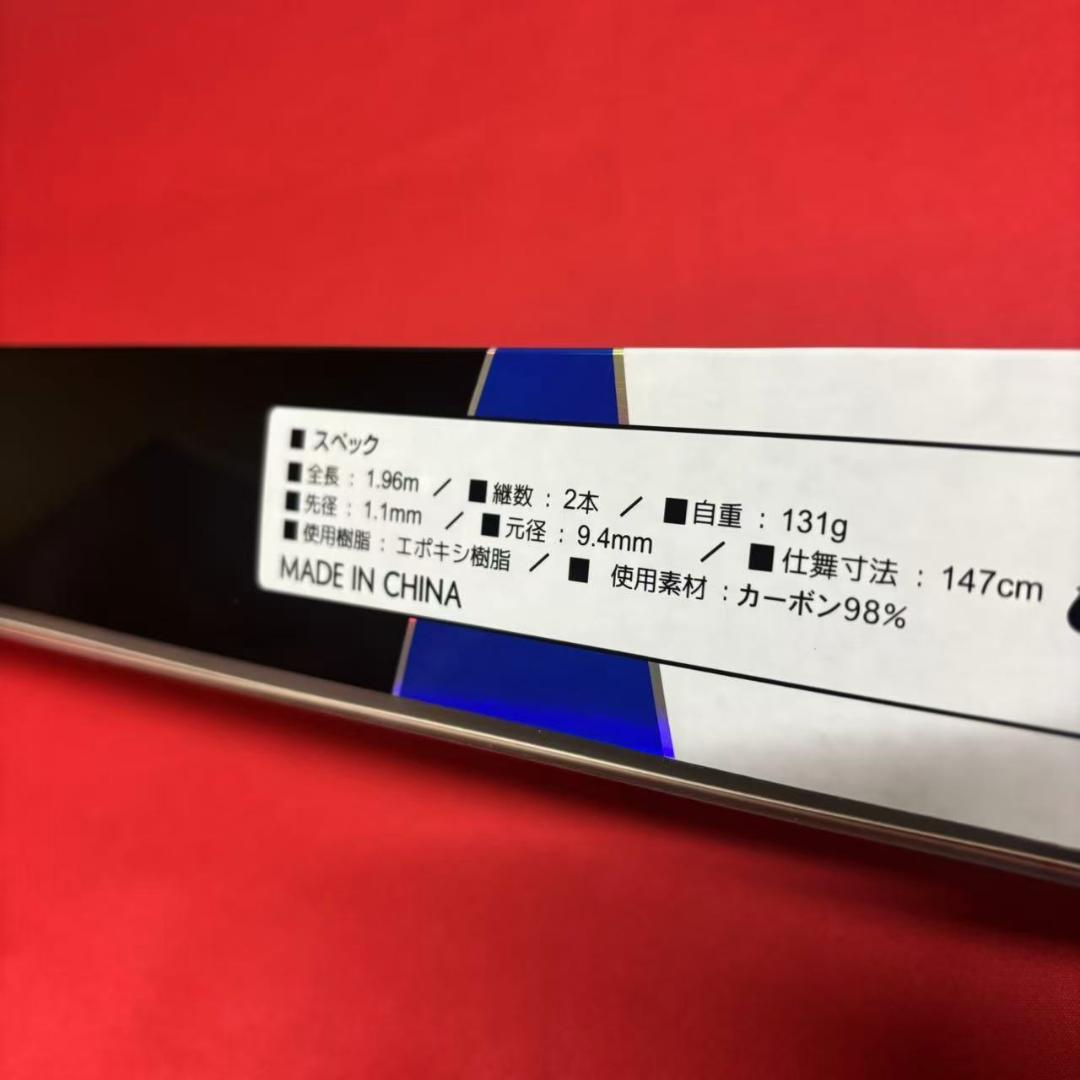 ■ スペック
■ 全長 : 1.96m / ■ 継数 : 2本 / ■ 自重 : 131g
■ 先径 : 1.1mm / ■ 元径 : 9.4mm / ■ 仕舞寸法 : 147cm
■ 使用樹脂 : エポキシ樹脂 / ■ 使用素材 : カーボン98%
MADE IN CHINA